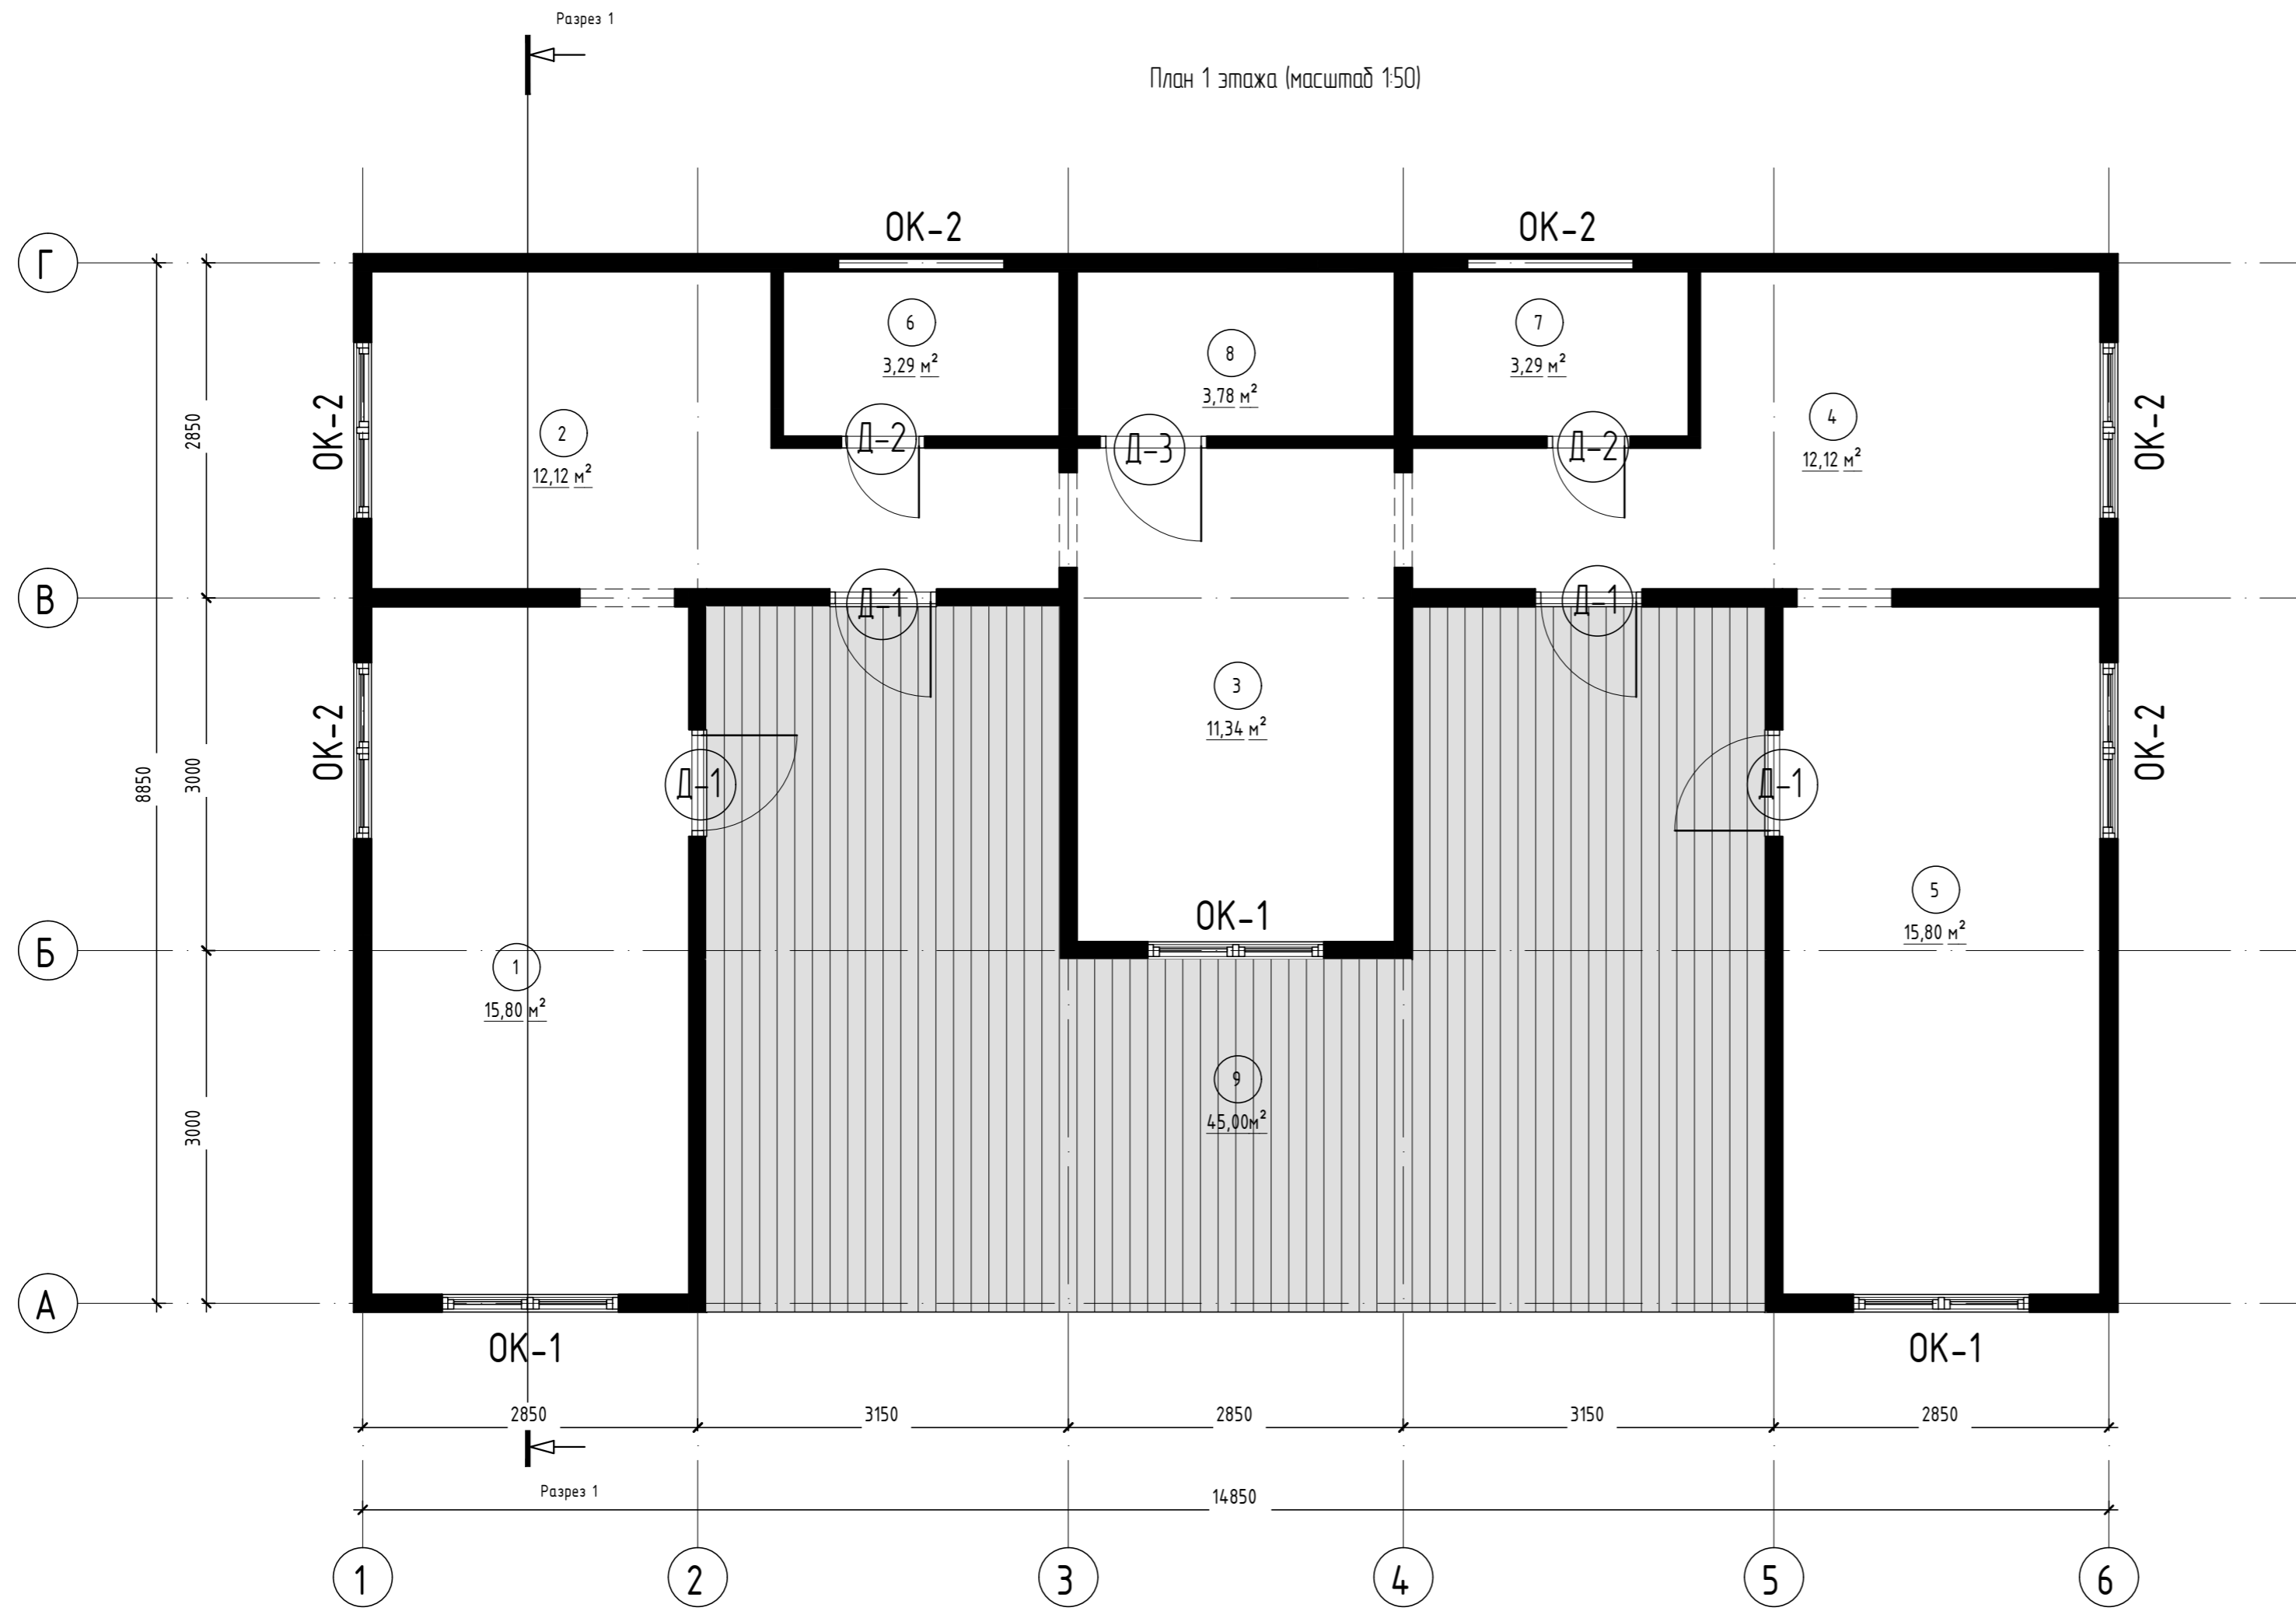 Разрез 1
План 1 этажа (масштаб 1:50)
ОК-2
ОК-2
Г
6
3,29 м²
7
3,29 м²
8
3,78 м²
ОК-2
2850
2
12,12 м²
Д-2
Д-3
Д-2
4
12,12 м²
ОК-2
В
Д-1
Д-1
3
11,34 м²
ОК-2
8850
3000
Д-1
Д-1
ОК-2
5
15,80 м²
ОК-1
Б
1
15,80 м²
9
45,00м²
3000
А
ОК-1
ОК-1
2850
3150
2850
3150
2850
Разрез 1
14850
1
2
3
4
5
6